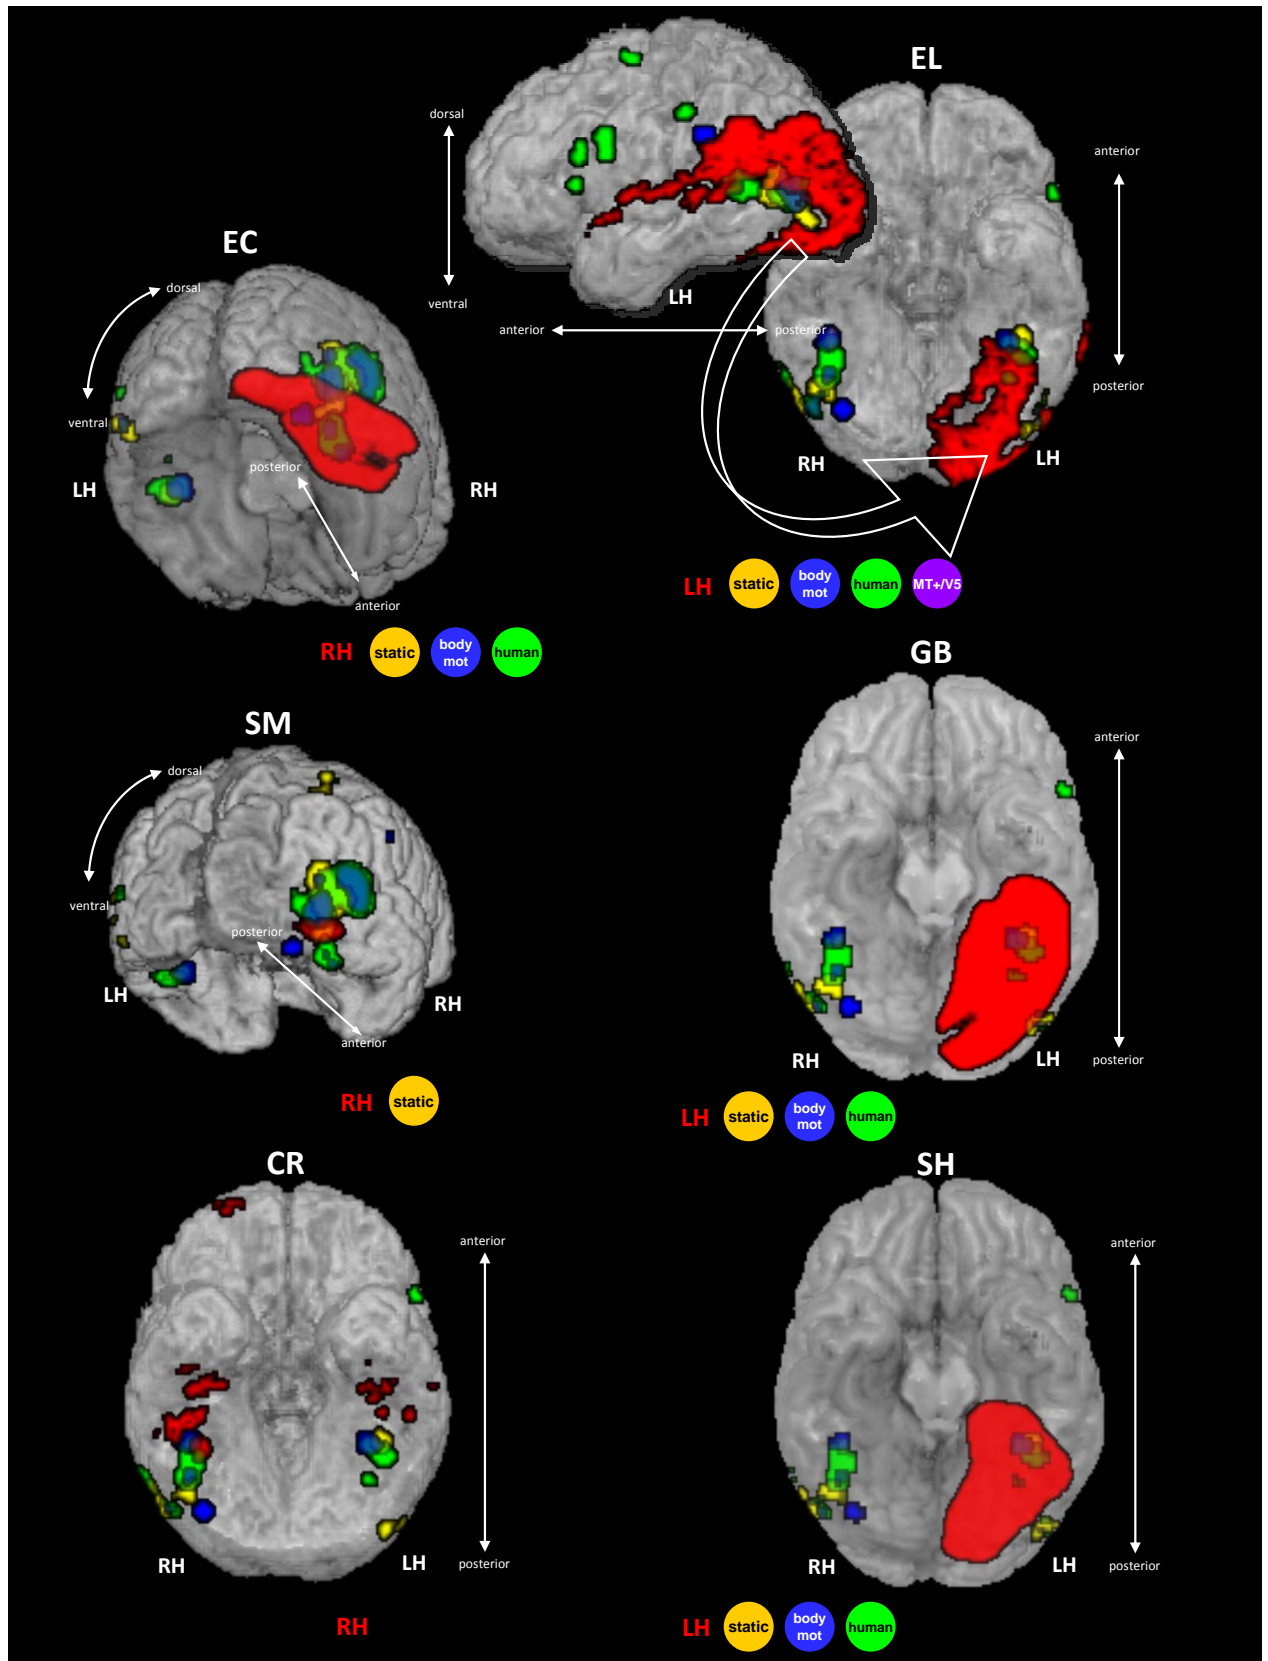 EL
dorsal
ventral
LH
anterior
posterior
anterior
posterior
RH
LH
LH
static
body
mot
human
MT+/V5
EC
dorsal
ventral
posterior
anterior
LH
RH
RH
static
body
mot
human
SM
dorsal
ventral
posterior
anterior
LH
RH
RH
static
GB
anterior
posterior
RH
LH
LH
static
body
mot
human
CR
anterior
posterior
RH
LH
RH
SH
anterior
posterior
RH
LH
LH
static
body
mot
human